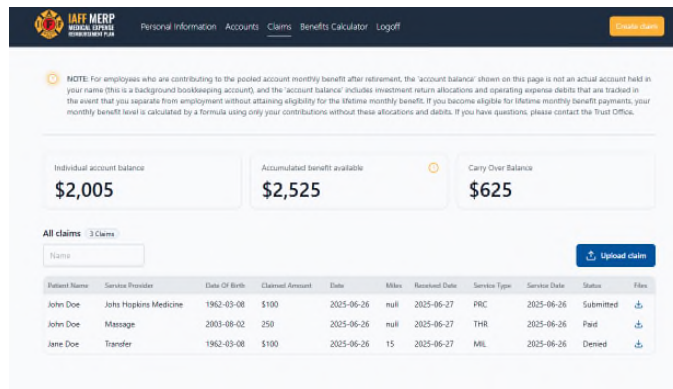 IAFF MERP
MEDICAL EXPENSE
REIMBURSEMENT PLAN
Personal Information Accounts Claims Benefits Calculator Logoff
Create claim
NOTE: For employees who are contributing to the pooled account monthly benefit after retirement, the 'account balance' shown on this page is not an actual account held in
your name (this is a background bookkeeping account), and the 'account balance' includes investment return allocations and operating expense debits that are tracked in
the event that you separate from employment without attaining eligibility for the lifetime monthly benefit. If you become eligible for lifetime monthly benefit payments, your
monthly benefit level is calculated by a formula using only your contributions without these allocations and debits. If you have questions, please contact the Trust Office.
Individual account balance
$2,005
Accumulated benefit available
$2,525
Carry Over Balance
$625
All claims 3 Claims
Name
Upload claim
Patient Name Service Provider Date Of Birth Claimed Amount Date Miles Received Date Service Type Service Date Status Files
John Doe Johs Hopkins Medicine 1962-03-08 $100 2025-06-26 null 2025-06-27 PRC 2025-06-26 Submitted
John Doe Massage 2003-08-02 250 2025-06-26 null 2025-06-27 THR 2025-06-26 Paid
Jane Doe Transfer 1962-03-08 $100 2025-06-26 15 2025-06-27 MIL 2025-06-26 Denied